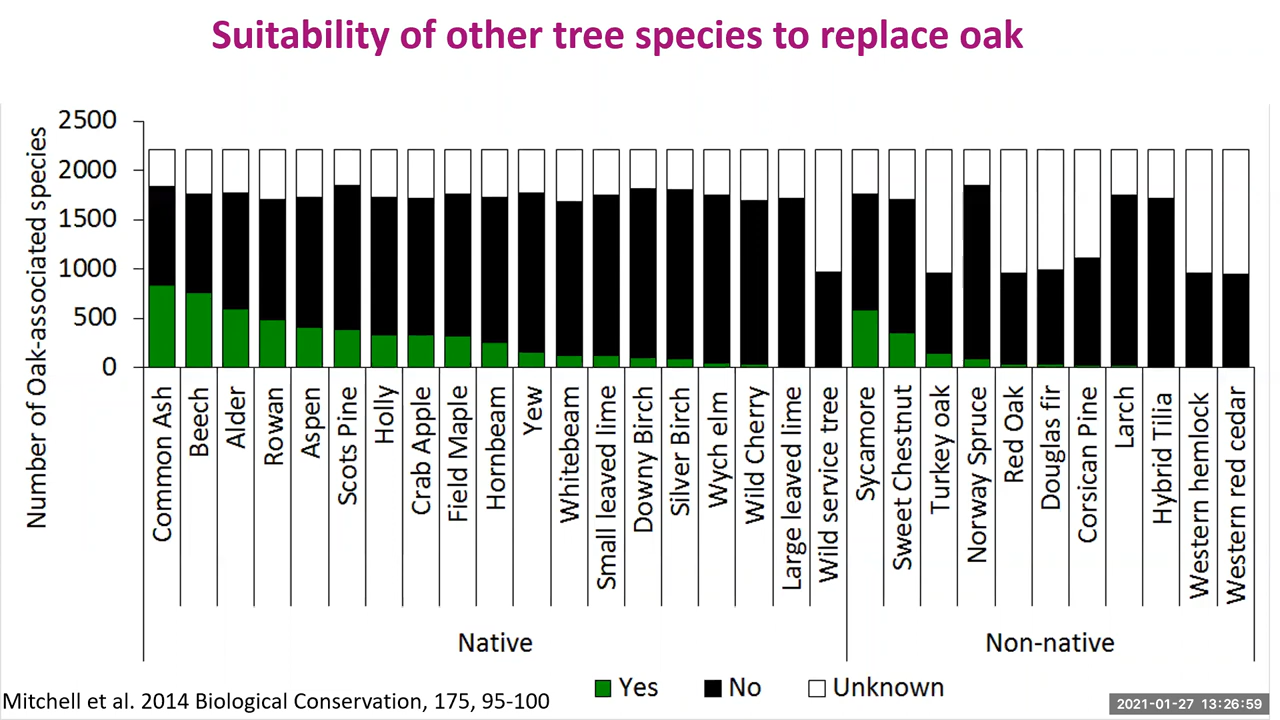 Suitability of other tree species to replace oak
Number of Oak-associated species
2500
2000
1500
1000
500
0
Common Ash
Beech
Alder
Rowan
Aspen
Scots Pine
Holly
Crab Apple
Field Maple
Hornbeam
Yew
Whitebeam
Small leaved lime
Downy Birch
Silver Birch
Wych elm
Wild Cherry
Large leaved lime
Wild service tree
Sycamore
Sweet Chestnut
Turkey oak
Norway Spruce
Red Oak
Douglas fir
Corsican Pine
Larch
Hybrid Tilia
Western hemlock
Western red cedar
Native
Non-native
Yes
No
Unknown
Mitchell et al. 2014 Biological Conservation, 175, 95-100
2021-01-27 13:26:59